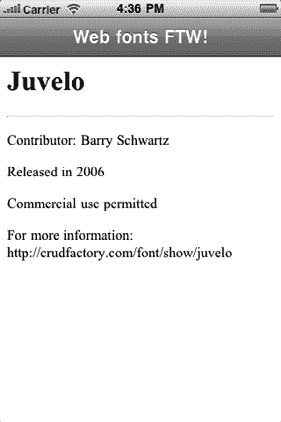 Carrier 4:36 PM
Web fonts FTW!
Juvelo
Contributor: Barry Schwartz
Released in 2006
Commercial use permitted
For more information:
http://crudfactory.com/font/show/juvelo